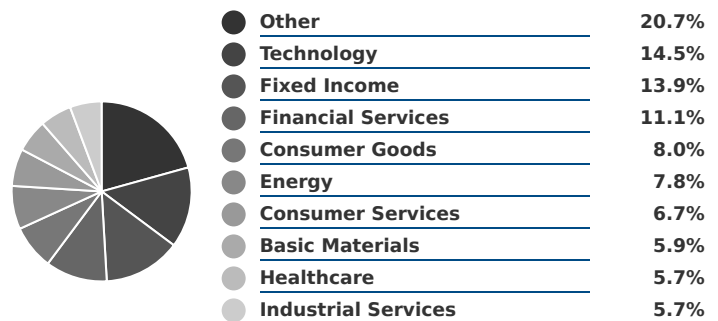 Other 20.7%
Technology 14.5%
Fixed Income 13.9%
Financial Services 11.1%
Consumer Goods 8.0%
Energy 7.8%
Consumer Services 6.7%
Basic Materials 5.9%
Healthcare 5.7%
Industrial Services 5.7%